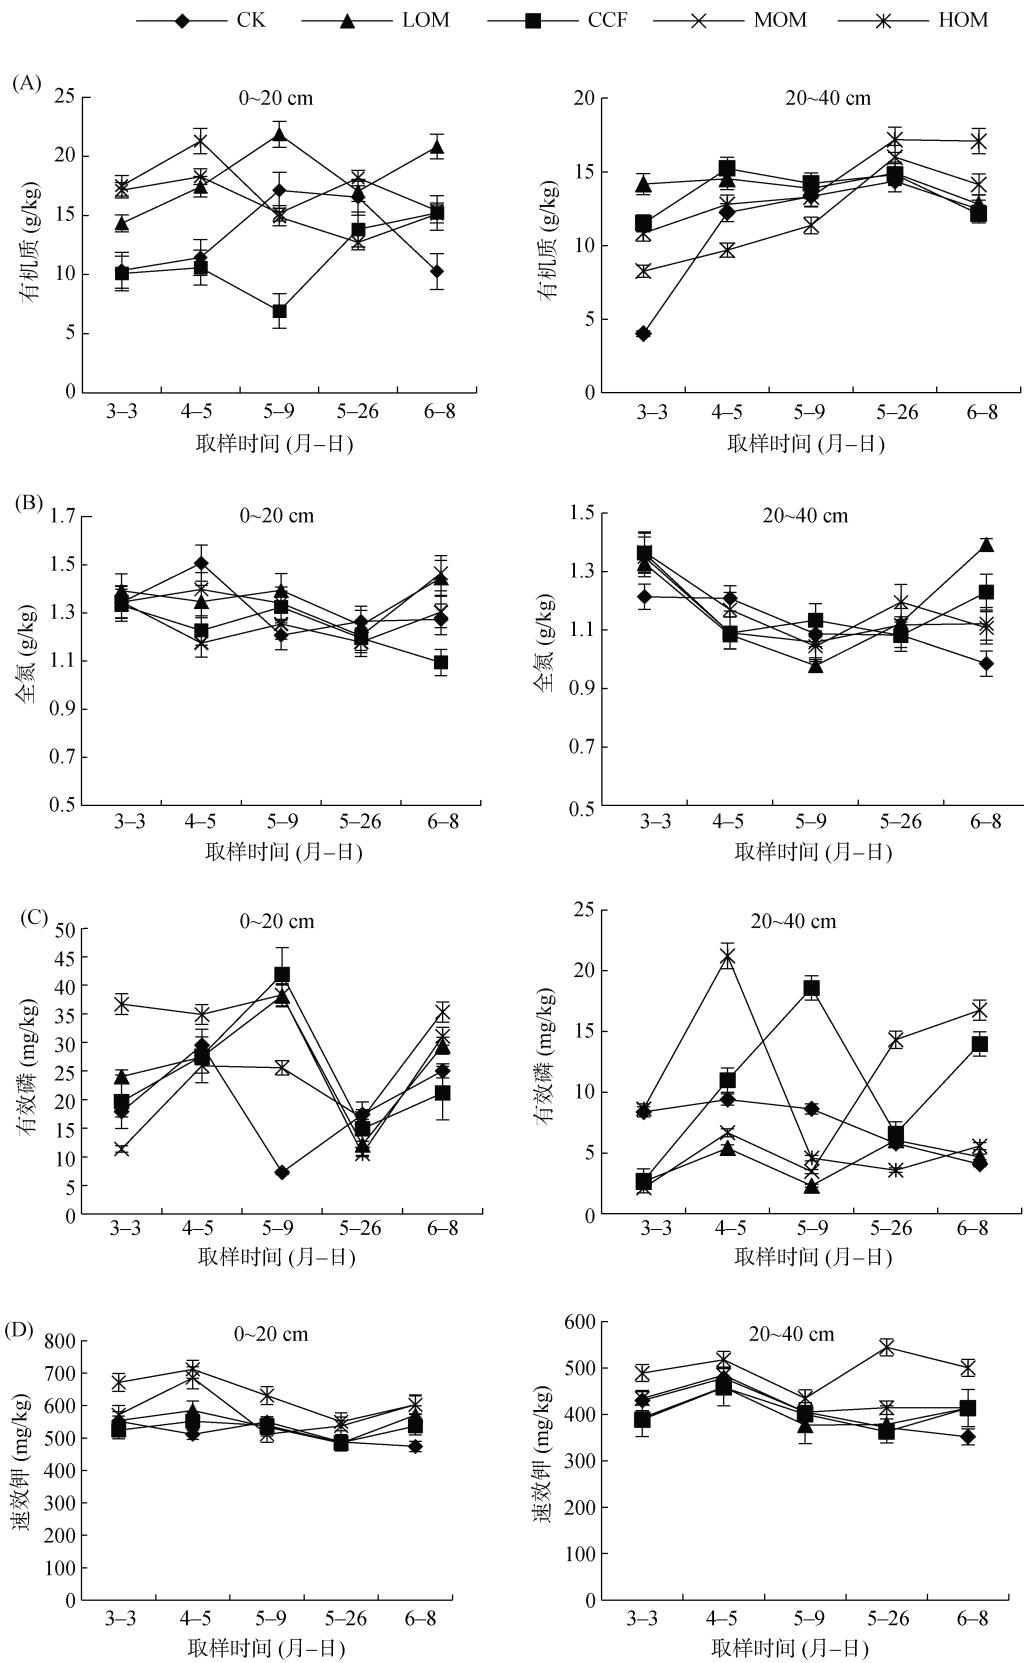 CK LOM CCF MOM HOM
(A)
0~20 cm
25
20
15
10
5
0
有机质 (g/kg)
3–3 4–5 5–9 5–26 6–8
取样时间 (月–日)
20~40 cm
20
15
10
5
0
有机质 (g/kg)
3–3 4–5 5–9 5–26 6–8
取样时间 (月–日)
(B)
0~20 cm
1.7
1.5
1.3
1.1
0.9
0.7
0.5
全氮 (g/kg)
3–3 4–5 5–9 5–26 6–8
取样时间 (月–日)
20~40 cm
1.5
1.3
1.1
0.9
0.7
0.5
全氮 (g/kg)
3–3 4–5 5–9 5–26 6–8
取样时间 (月–日)
(C)
0~20 cm
50
45
40
35
30
25
20
15
10
5
0
有效磷 (mg/kg)
3–3 4–5 5–9 5–26 6–8
取样时间 (月–日)
20~40 cm
25
20
15
10
5
0
有效磷 (mg/kg)
3–3 4–5 5–9 5–26 6–8
取样时间 (月–日)
(D)
0~20 cm
800
700
600
500
400
300
200
100
0
速效钾 (mg/kg)
3–3 4–5 5–9 5–26 6–8
取样时间 (月–日)
20~40 cm
600
500
400
300
200
100
0
速效钾 (mg/kg)
3–3 4–5 5–9 5–26 6–8
取样时间 (月–日)